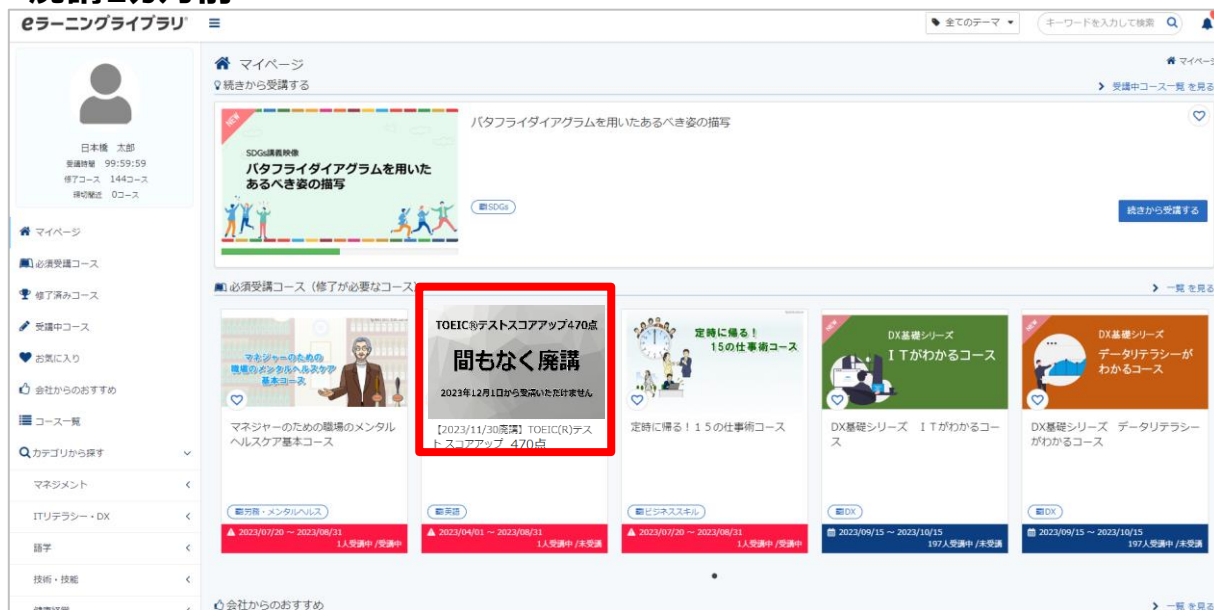 eラーニングライブラリ
全てのテーマ
キーワードを入力して検索
日本橋 太郎
受講時間 99:59:59
修了コース 144コース
締切間近 0コース
マイページ
必須受講コース
修了済みコース
受講中コース
お気に入り
会社からのおすすめ
コース一覧
カテゴリから探す
マネジメント
ITリテラシー・DX
語学
技術・技能
マイページ
マイページ
続きから受講する
受講中コース一覧 を見る
NEW
SDGs講義映像
バタフライダイアグラムを用いた
あるべき姿の描写
バタフライダイアグラムを用いたあるべき姿の描写
SDGs
続きから受講する
必須受講コース（修了が必要なコース）
一覧 を見る
マネジャーのための
職場のメンタルヘルスケア
基本コース
マネジャーのための職場のメンタル
ヘルスケア基本コース
労務・メンタルヘルス
2023/07/20 ～ 2023/08/31
1人受講中 /受講中
TOEIC®テストスコアアップ470点
間もなく廃講
2023年12月1日から受講いただけません
【2023/11/30廃講】TOEIC(R)テス
ト スコアアップ 470点
英語
2023/04/01 ～ 2023/08/31
1人受講中 /未受講
定時に帰る！
15の仕事術コース
定時に帰る！１５の仕事術コース
ビジネススキル
2023/07/20 ～ 2023/08/31
1人受講中 /受講中
NEW
DX基礎シリーズ
ＩＴがわかるコース
DX基礎シリーズ ＩＴがわかるコー
ス
DX
2023/09/15 ～ 2023/10/15
197人受講中 /未受講
NEW
DX基礎シリーズ
データリテラシーが
わかるコース
DX基礎シリーズ データリテラシー
がわかるコース
DX
2023/09/15 ～ 2023/10/15
197人受講中 /未受講
会社からのおすすめ
一覧 を見る